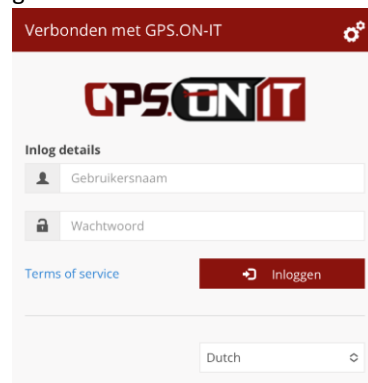 Verbonden met GPS.ON-IT
GPS.ON IT
Inlog details
Gebruikersnaam
Wachtwoord
Terms of service
Inloggen
Dutch